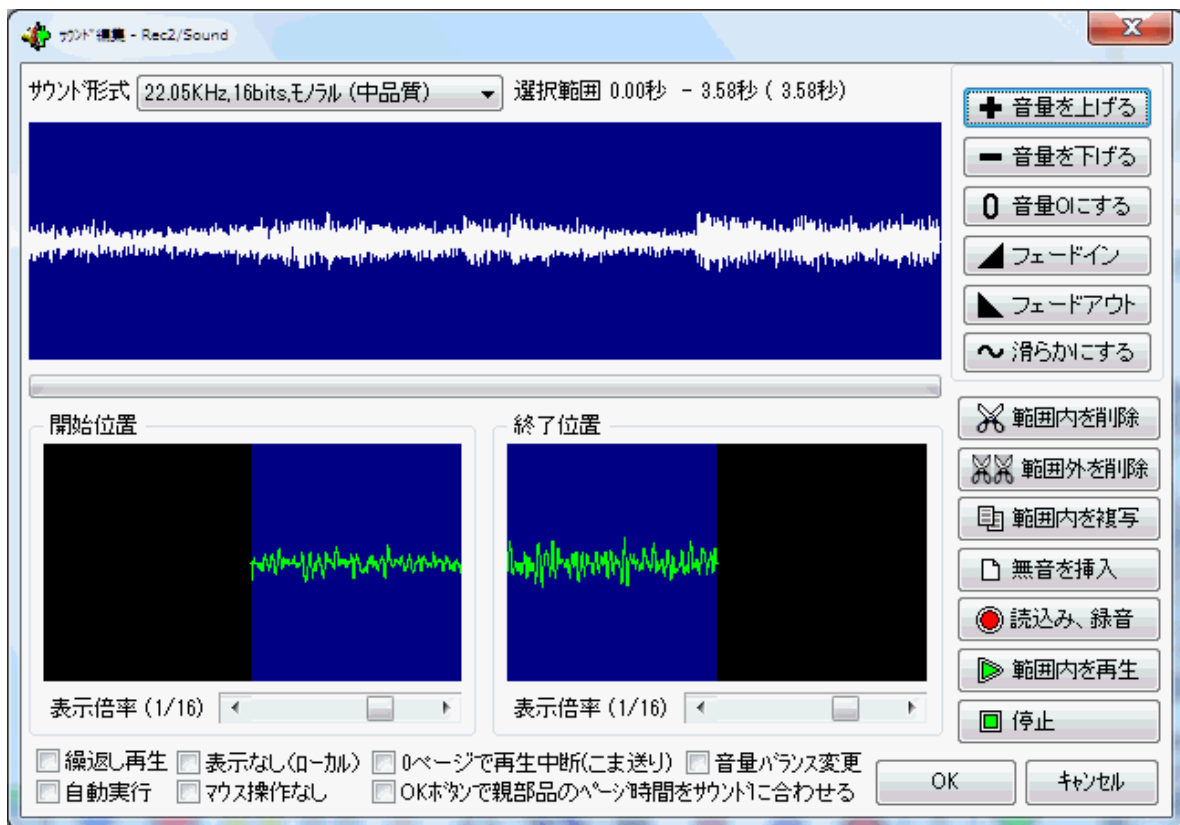 サウンド編集 - Rec2/Sound
サウンド形式 22.05KHz,16bits,モノラル (中品質) 選択範囲 0.00秒 - 3.58秒 ( 3.58秒)
音量を上げる
音量を下げる
0 音量0にする
フェードイン
フェードアウト
滑らかにする
開始位置
終了位置
範囲内を削除
範囲外を削除
範囲内を複写
無音を挿入
読込み、録音
範囲内を再生
停止
表示倍率 (1/16)
表示倍率 (1/16)
繰返し再生 表示なし(ローカル) 0ページで再生中断(こま送り) 音量バランス変更
自動実行 マウス操作なし OKボタンで親部品のページ時間をサウンドに合わせる
OK
キャンセル